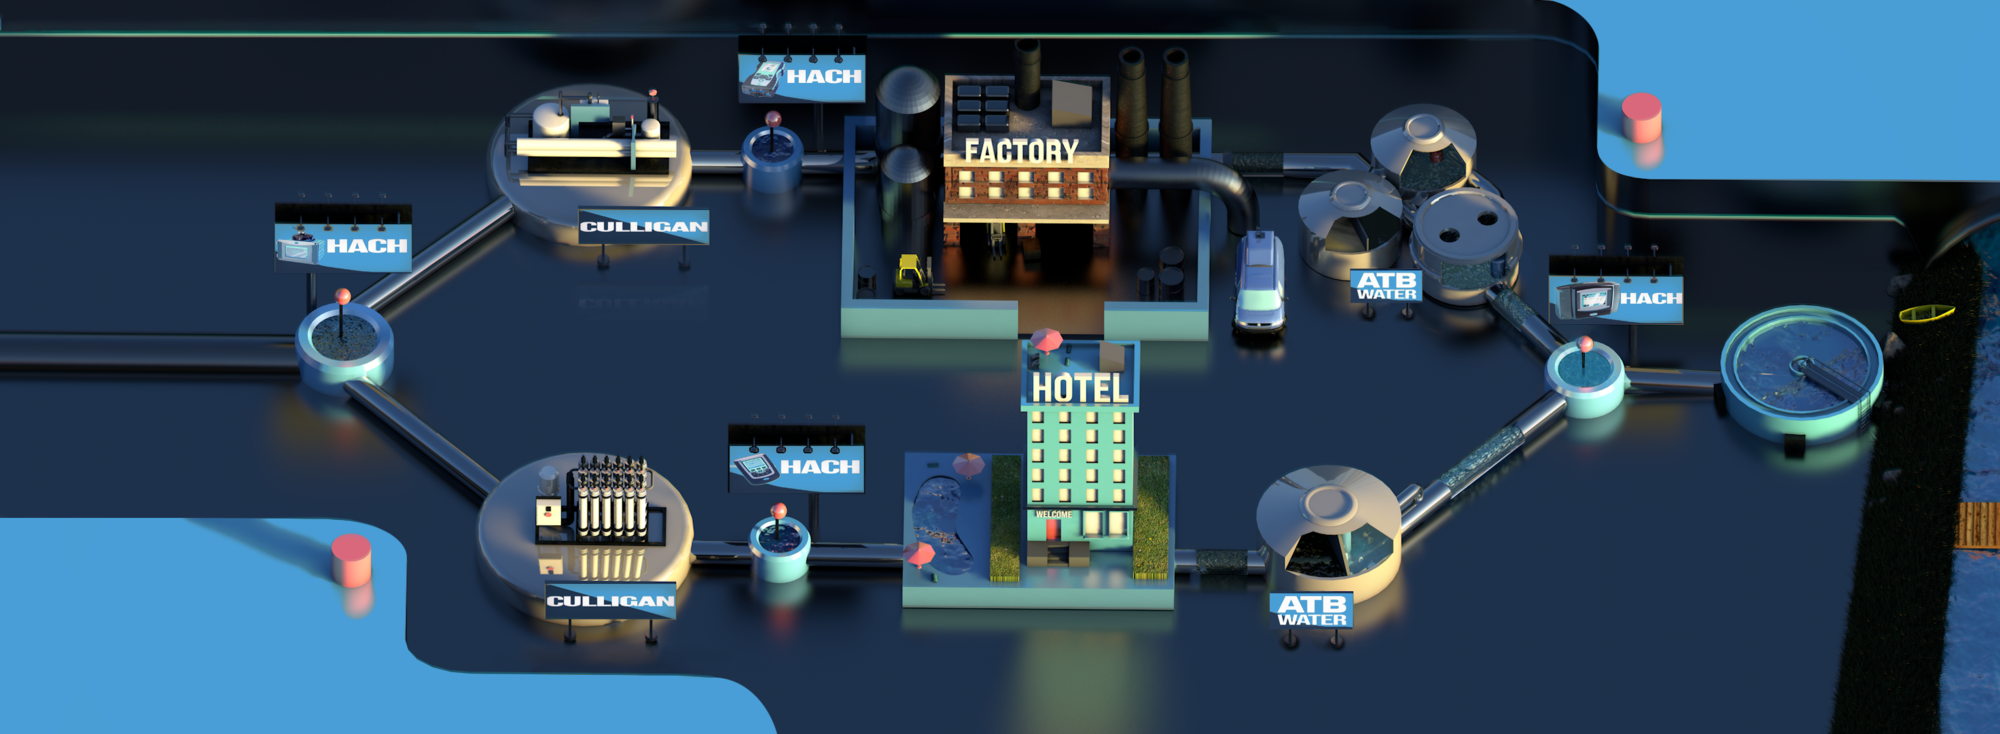 HACH
FACTORY
CULLIGAN
HACH
ATB
WATER
HACH
HOTEL
HACH
WELCOME
CULLIGAN
ATB
WATER